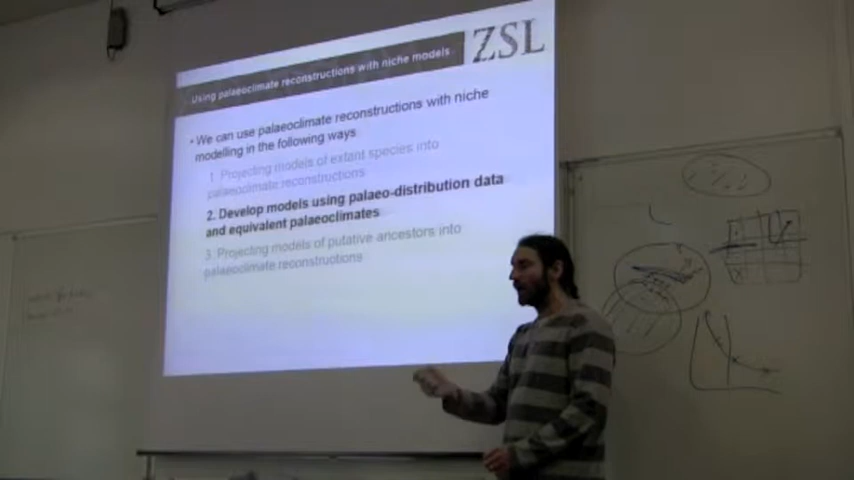 Using palaeoclimate reconstructions with niche models
ZSL
• We can use palaeoclimate reconstructions with niche
modelling in the following ways
1. Projecting models of extant species into
palaeoclimate reconstructions
2. Develop models using palaeo-distribution data
and equivalent palaeoclimates
3. Projecting models of putative ancestors into
palaeoclimate reconstructions